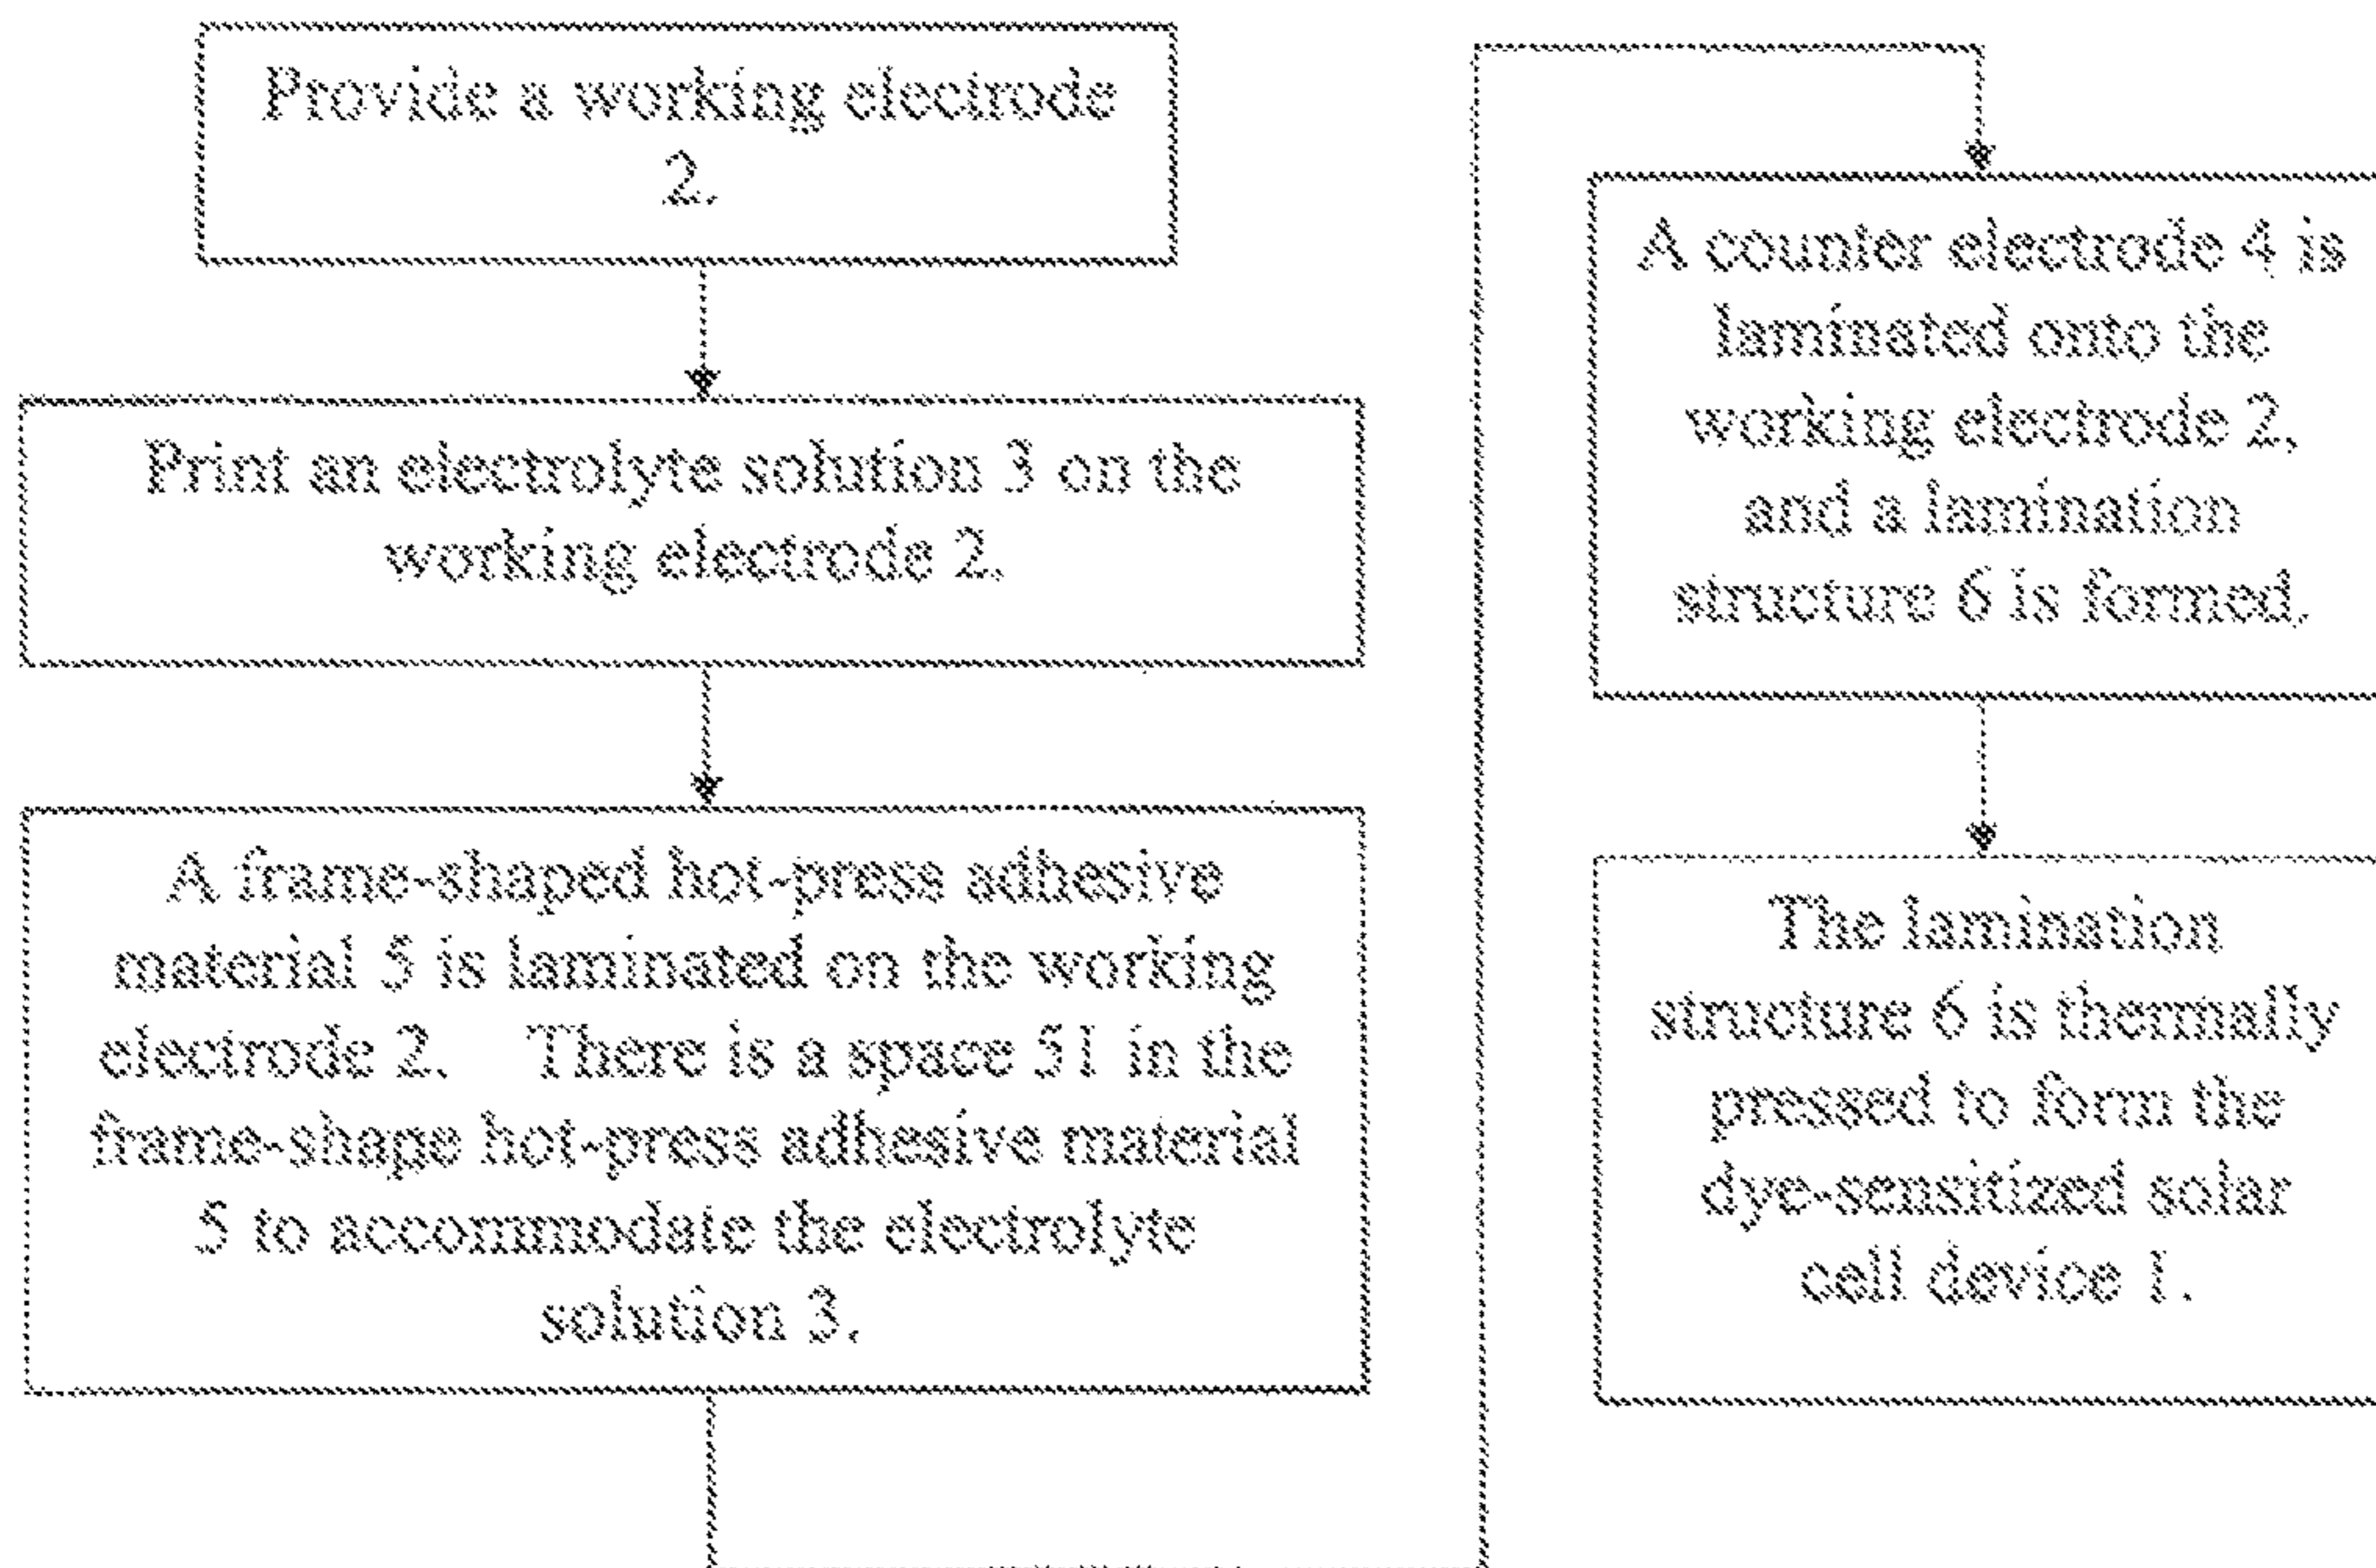 Provide a working electrode
2.
Print an electrolyte solution 3 on the
working electrode 2.
A frame-shaped hot-press adhesive
material 5 is laminated on the working
electrode 2. There is a space 51 in the
frame-shape hot-press adhesive material
5 to accommodate the electrolyte
solution 3.
A counter electrode 4 is
laminated onto the
working electrode 2,
and a lamination
structure 6 is formed.
The lamination
structure 6 is thermally
pressed to form the
dye-sensitized solar
cell device 1.